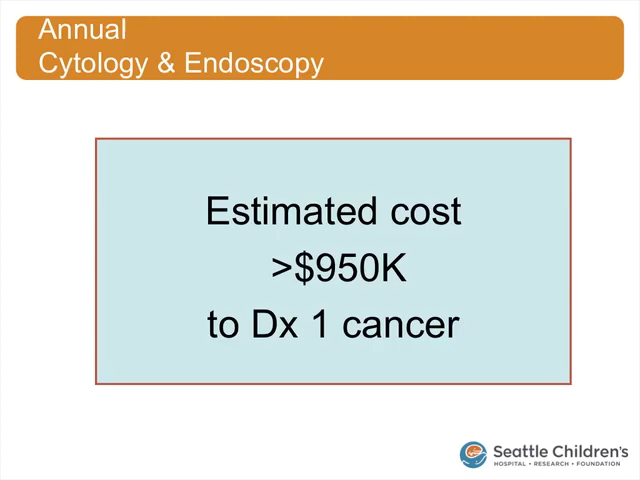 Annual
Cytology & Endoscopy
Estimated cost
>$950K
to Dx 1 cancer
Seattle Children's
HOSPITAL • RESEARCH • FOUNDATION